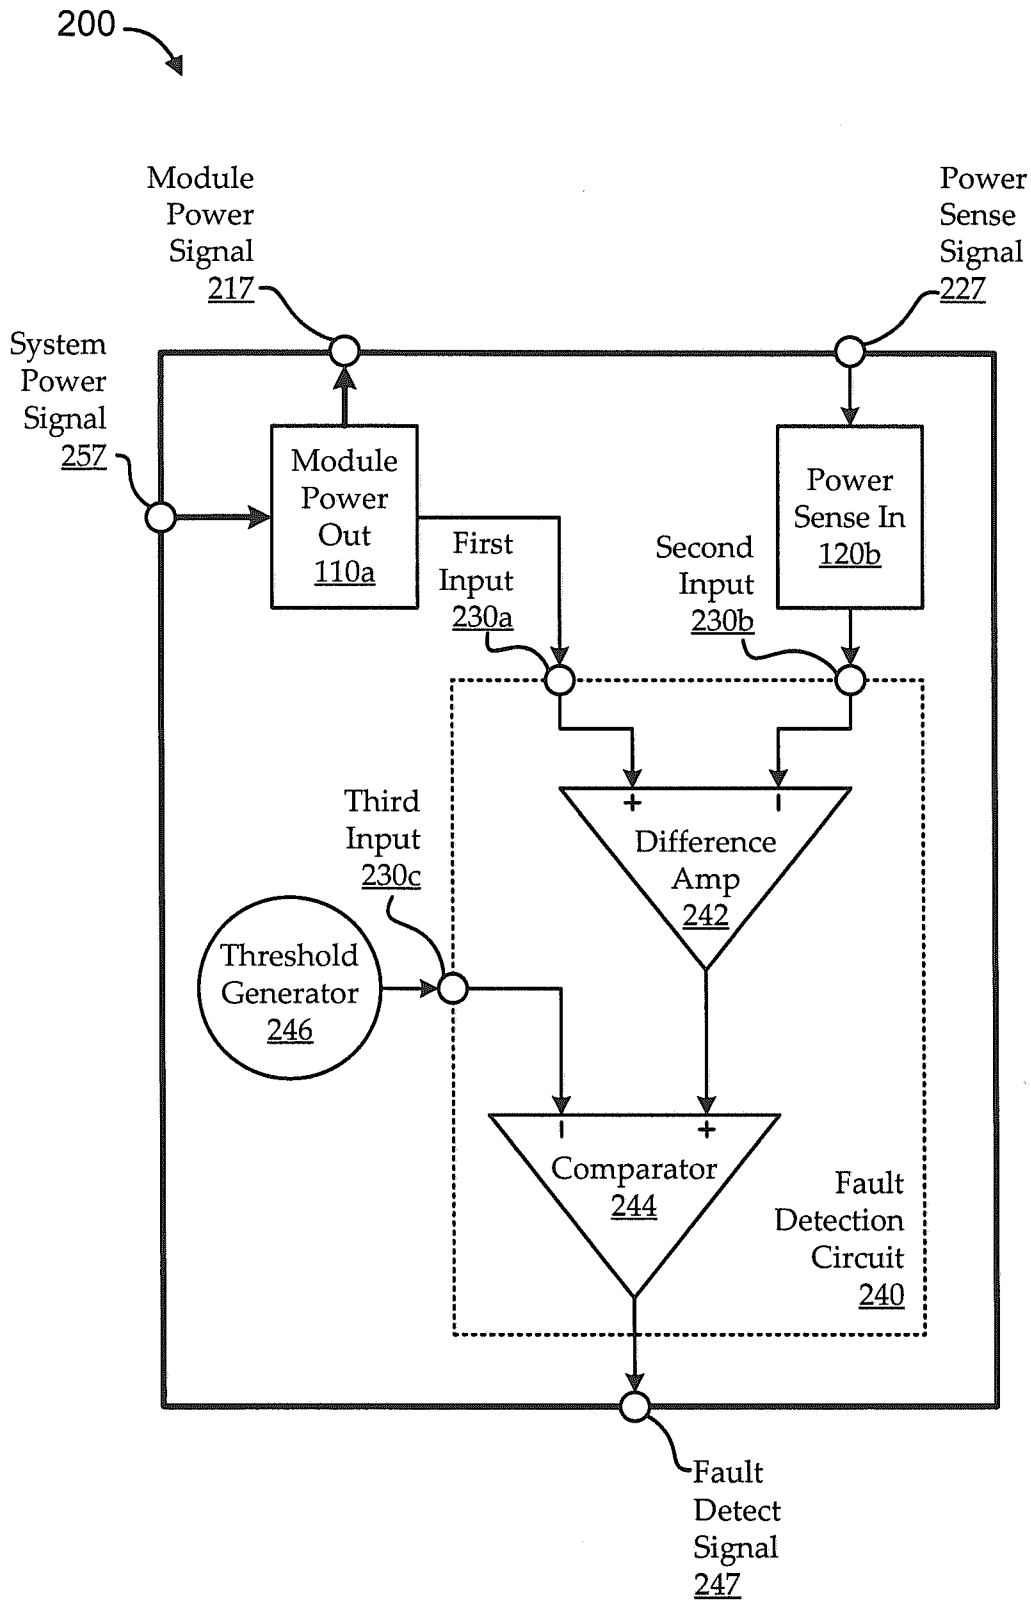 200
Module
Power
Signal
217
Power
Sense
Signal
227
System
Power
Signal
257
Module
Power
Out
110a
Power
Sense In
120b
First
Input
230a
Second
Input
230b
Third
Input
230c
+
−
Difference
Amp
242
Threshold
Generator
246
−
+
Comparator
244
Fault
Detection
Circuit
240
Fault
Detect
Signal
247